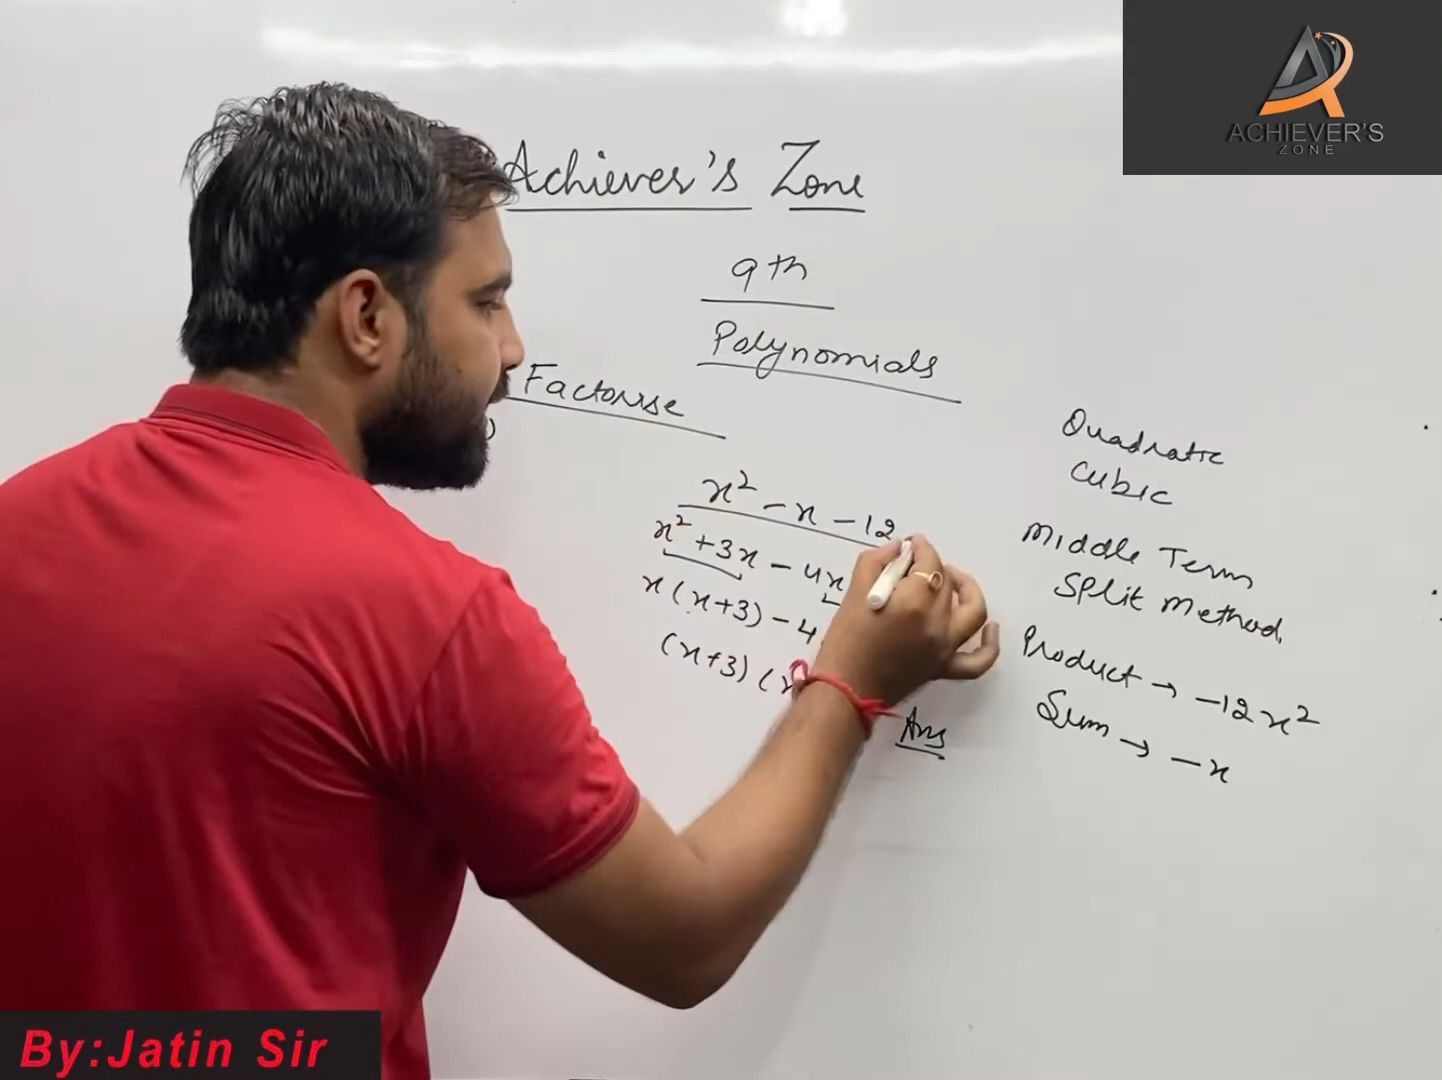 ACHIEVER'S
ZONE
Achiever's Zone
9th
Polynomials
Factorise
x² - x - 12
x² + 3x - 4x
x (x+3) - 4
(x+3) (x
Ans
Quadratic
Cubic
Middle Term
Split Method.
Product → -12x²
Sum → -x
By:Jatin Sir